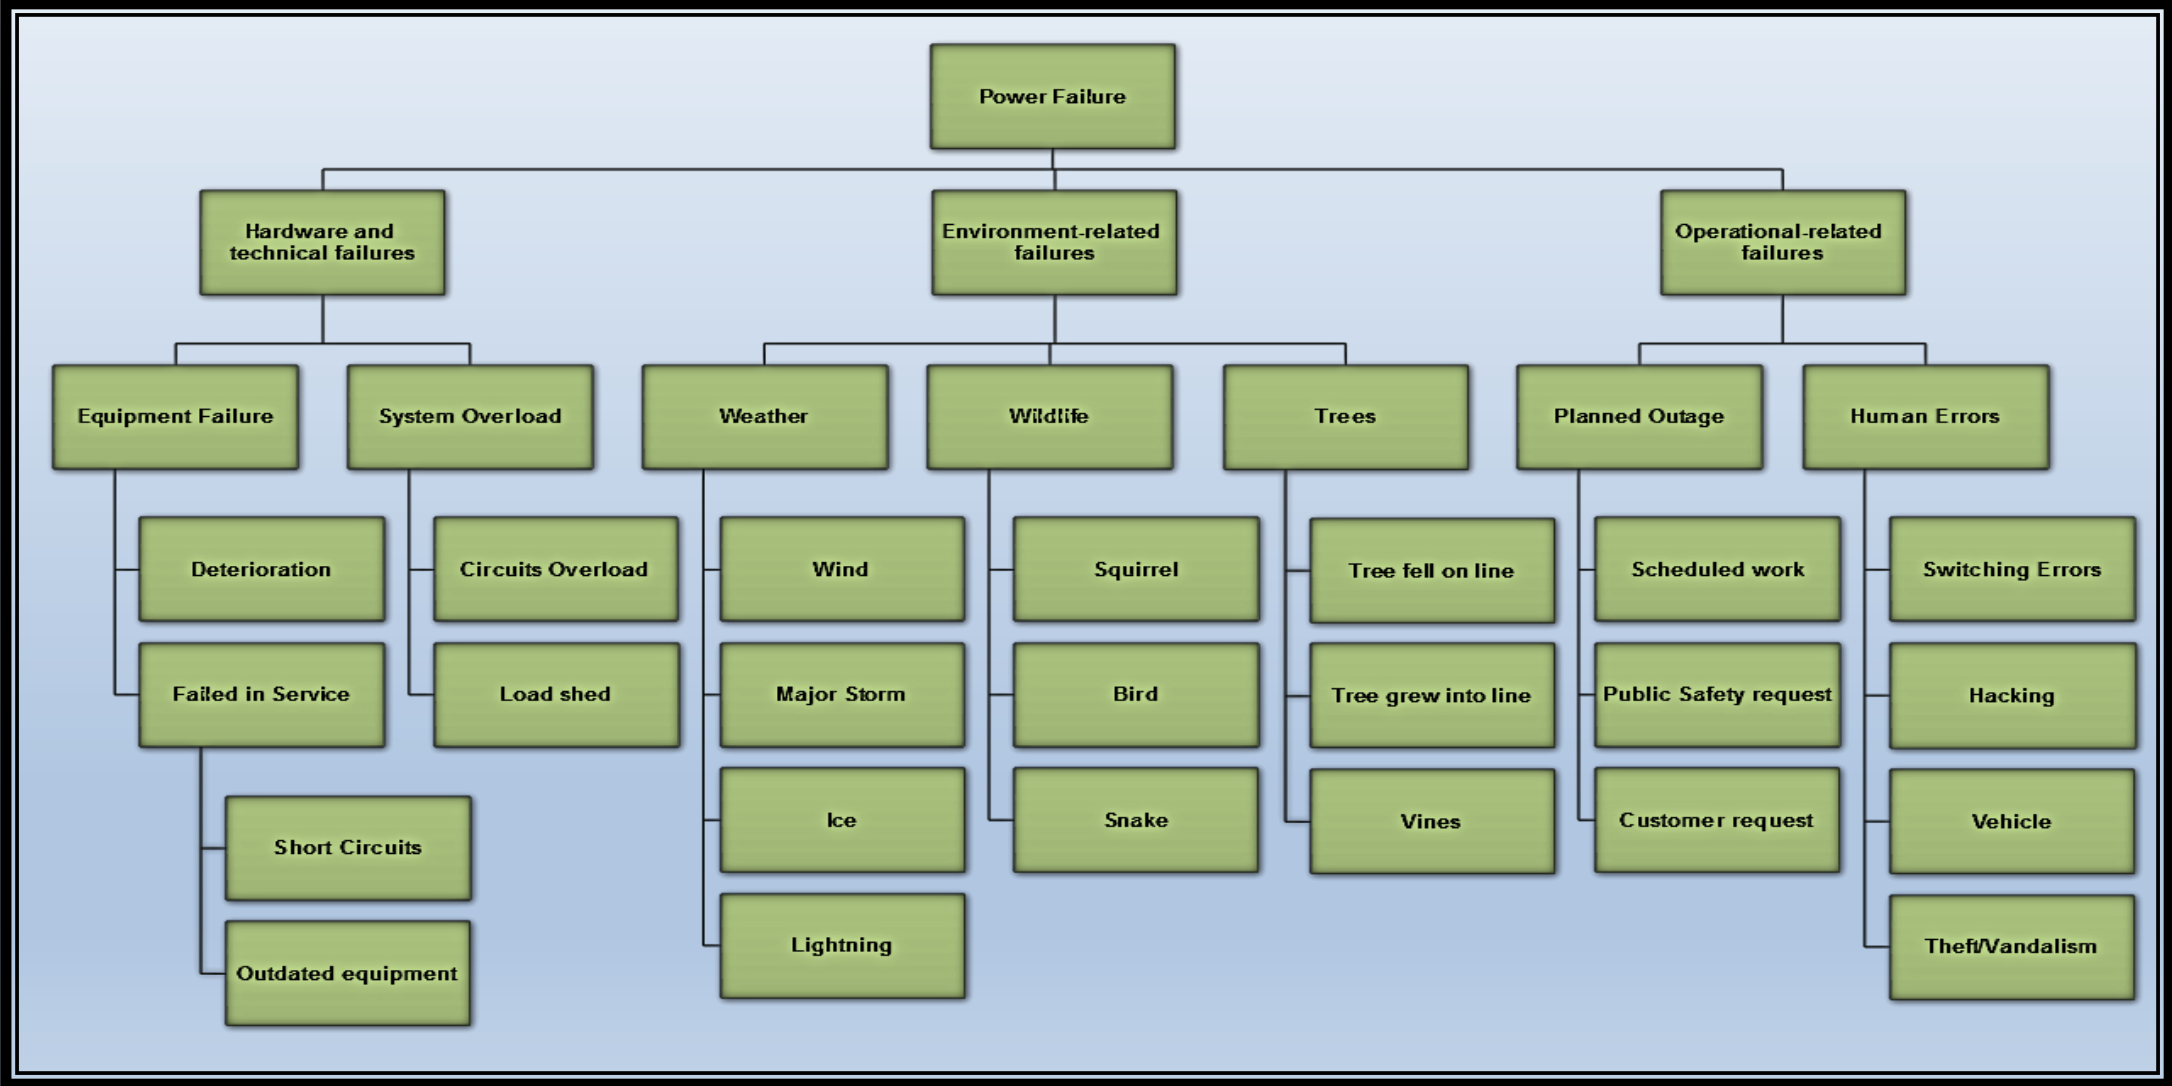 Power Failure
Hardware and
technical failures
Environment-related
failures
Operational-related
failures
Equipment Failure
System Overload
Weather
Wildlife
Trees
Planned Outage
Human Errors
Deterioration
Circuits Overload
Wind
Squirrel
Tree fell on line
Scheduled work
Switching Errors
Failed in Service
Load shed
Major Storm
Bird
Tree grew into line
Public Safety request
Hacking
Short Circuits
Ice
Snake
Vines
Customer request
Vehicle
Outdated equipment
Lightning
Theft/Vandalism